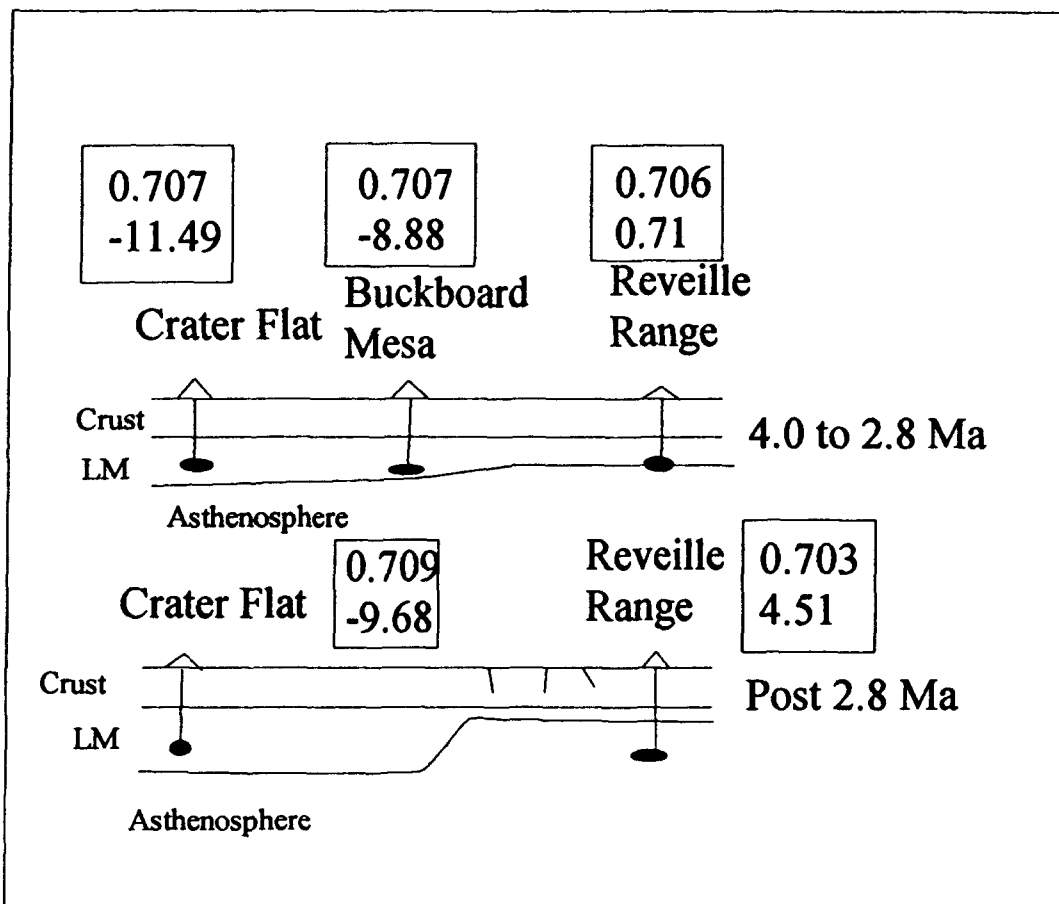 0.707
-11.49
0.707
-8.88
0.706
0.71
Crater Flat
Buckboard
Mesa
Reveille
Range
Crust
LM
4.0 to 2.8 Ma
Asthenosphere
Crater Flat
0.709
-9.68
Reveille
Range
0.703
4.51
Crust
LM
Post 2.8 Ma
Asthenosphere